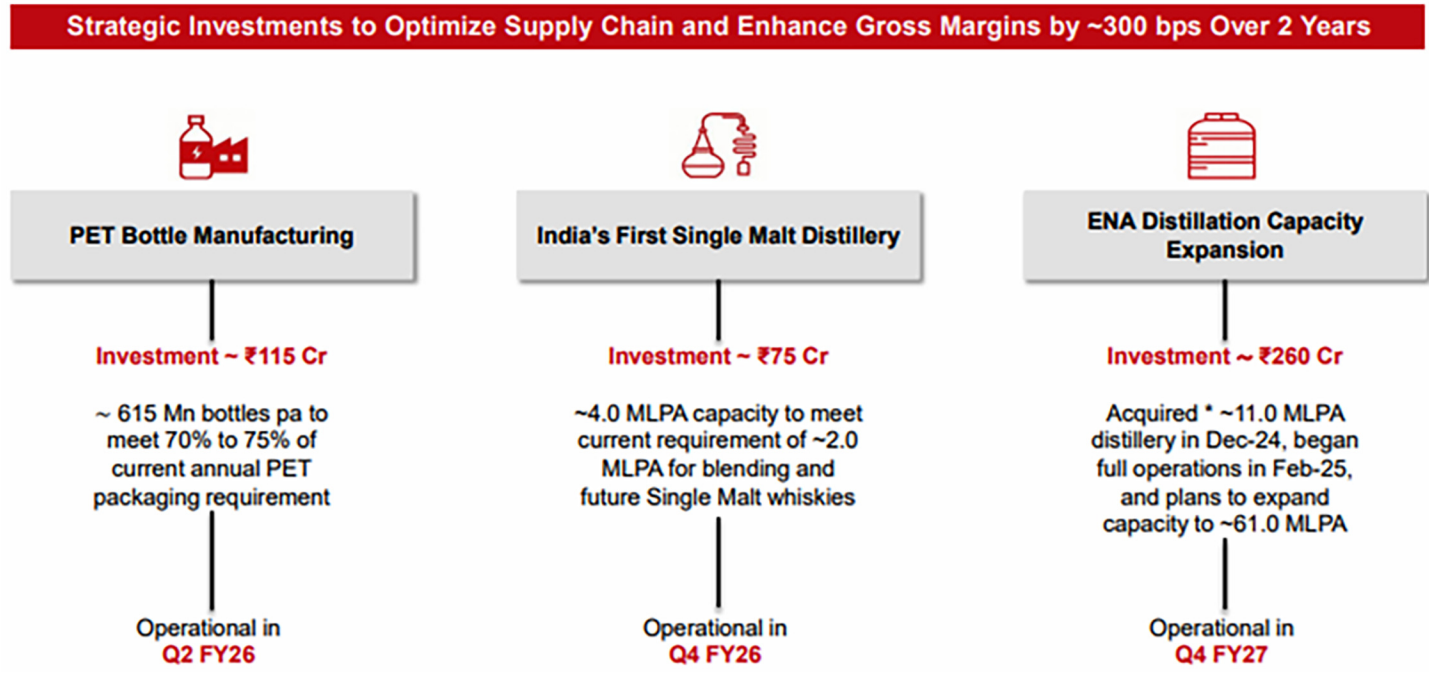 Strategic Investments to Optimize Supply Chain and Enhance Gross Margins by ~300 bps Over 2 Years
PET Bottle Manufacturing
Investment ~ ₹115 Cr
~ 615 Mn bottles pa to
meet 70% to 75% of
current annual PET
packaging requirement
Operational in
Q2 FY26
India's First Single Malt Distillery
Investment ~ ₹75 Cr
~4.0 MLPA capacity to meet
current requirement of ~2.0
MLPA for blending and
future Single Malt whiskies
Operational in
Q4 FY26
ENA Distillation Capacity
Expansion
Investment ~ ₹260 Cr
Acquired * ~11.0 MLPA
distillery in Dec-24, began
full operations in Feb-25,
and plans to expand
capacity to ~61.0 MLPA
Operational in
Q4 FY27